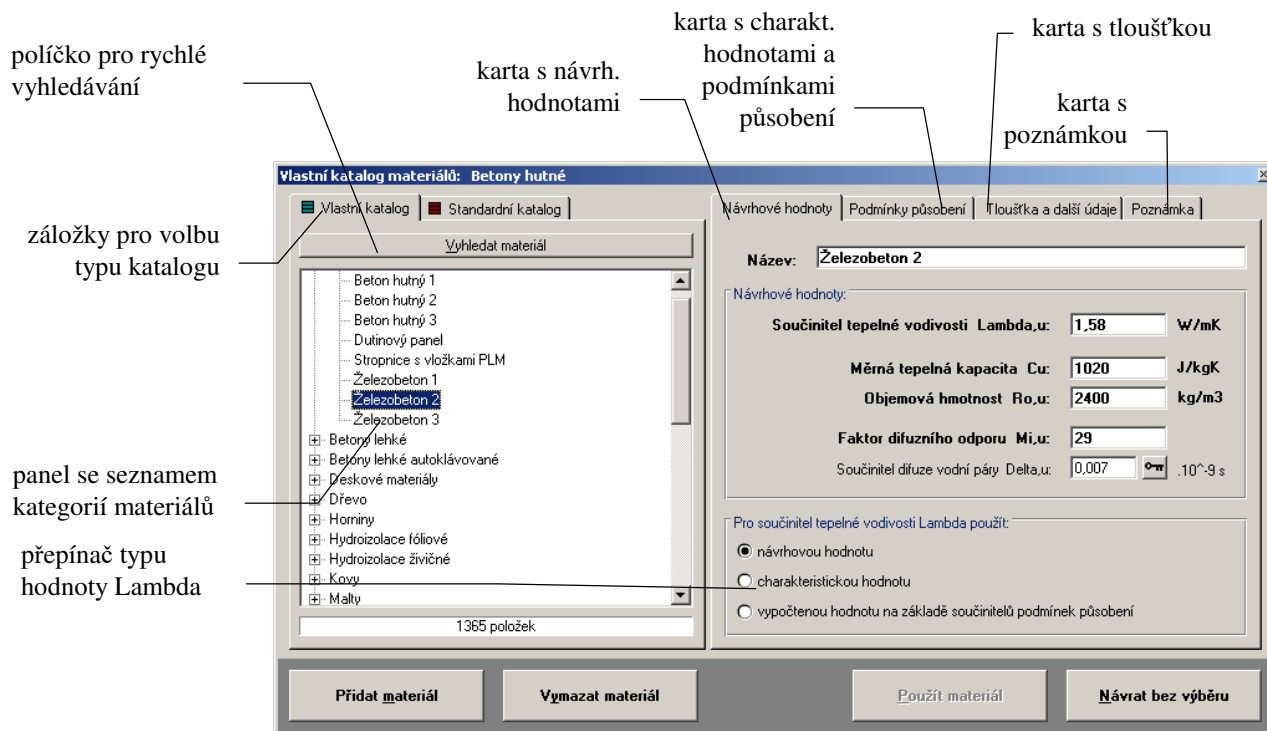 karta s charakt.
hodnotami a
podmínkami
působení
karta s tloušťkou
políčko pro rychlé
vyhledávání
karta s návrh.
hodnotami
karta s
poznámkou
Vlastní katalog materiálů: Betony hutné
Vlastní katalog
Standardní katalog
Návrhové hodnoty
Podmínky působení
Tloušťka a další údaje
Poznámka
záložky pro volbu
typu katalogu
Vyhledat materiál
Název: Železobeton 2
Beton hutný 1
Beton hutný 2
Beton hutný 3
Dutinový panel
Stropnice s vložkami PLM
Železobeton 1
Železobeton 2
Železobeton 3
Betony lehké
Betony lehké autoklávované
Deskové materiály
Dřevo
Horniny
Hydroizolace fóliové
Hydroizolace živičné
Kovy
Malty
1365 položek
Návrhové hodnoty:
Součinitel tepelné vodivosti Lambda,u: 1,58 W/mK
Měrná tepelná kapacita Cu: 1020 J/kgK
Objemová hmotnost Ro,u: 2400 kg/m3
Faktor difuzního odporu Mi,u: 29
Součinitel difuze vodní páry Delta,u: 0,007 .10^-9 s
panel se seznamem
kategorií materiálů
přepínač typu
hodnoty Lambda
Pro součinitel tepelné vodivosti Lambda použít:
návrhovou hodnotu
charakteristickou hodnotu
vypočtenou hodnotu na základě součinitelů podmínek působení
Přidat materiál
Vymazat materiál
Použít materiál
Návrat bez výběru